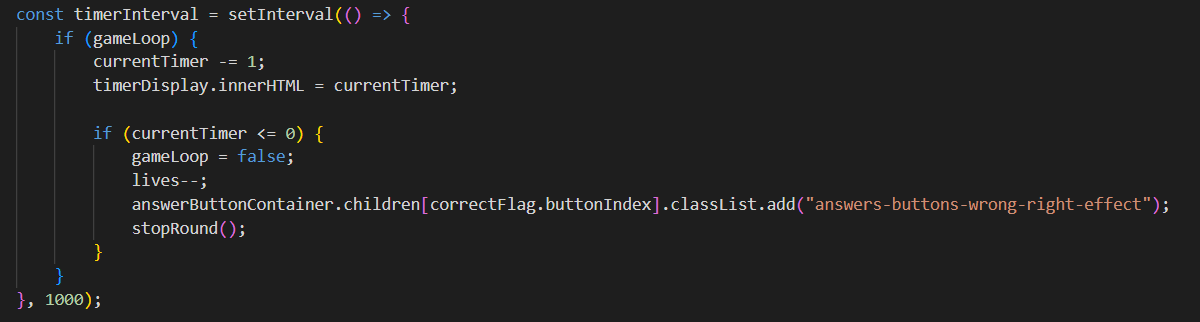 const timerInterval = setInterval(() => {
    if (gameLoop) {
        currentTimer -= 1;
        timerDisplay.innerHTML = currentTimer;

        if (currentTimer <= 0) {
            gameLoop = false;
            lives--;
            answerButtonContainer.children[correctFlag.buttonIndex].classList.add("answers-buttons-wrong-right-effect");
            stopRound();
        }
    }
}, 1000);